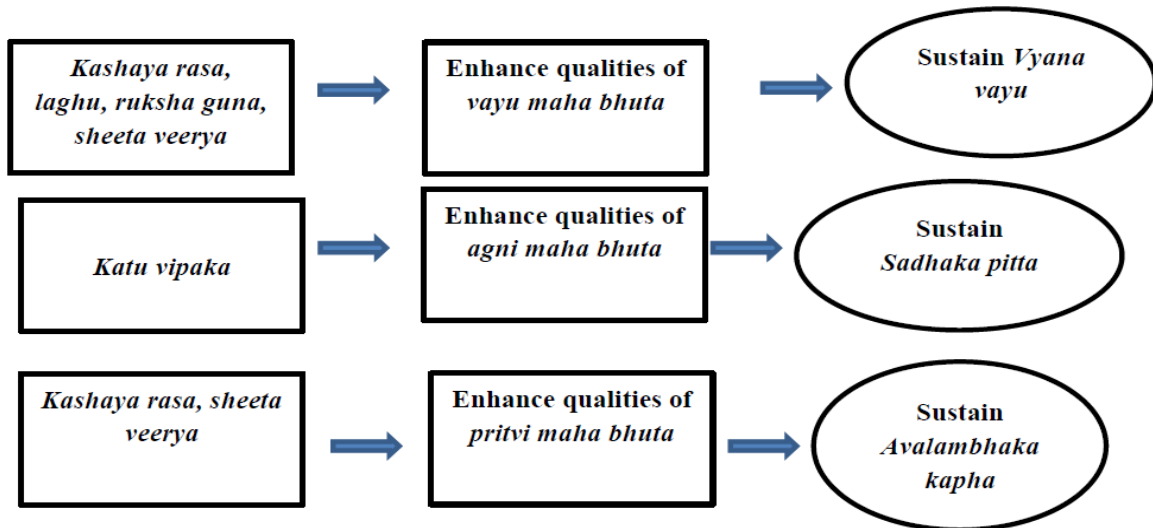 Kashaya rasa,
laghu, ruksha guna,
sheeta veerya
Enhance qualities of
vayu maha bhuta
Sustain Vyana
vayu
Katu vipaka
Enhance qualities of
agni maha bhuta
Sustain
Sadhaka pitta
Kashaya rasa, sheeta
veerya
Enhance qualities of
pritvi maha bhuta
Sustain
Avalambhaka
kapha